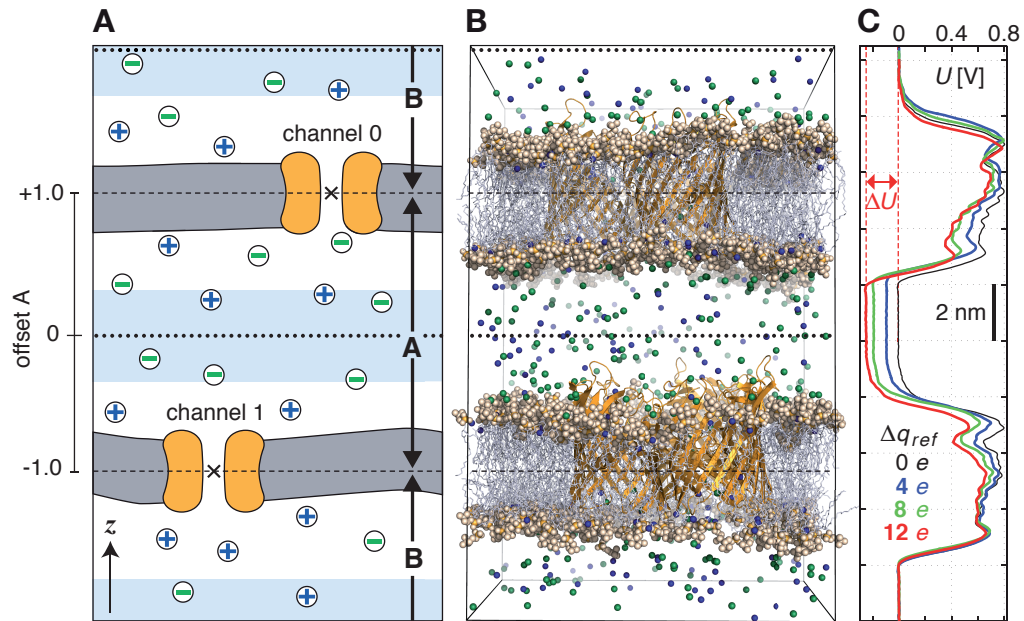 A
B
C
0 0.4 0.8
U [V]
B
channel 0
+1.0
ΔU
2 nm
offset A
0
A
channel 1
-1.0
Δq_ref
0 e
4 e
8 e
12 e
z
B